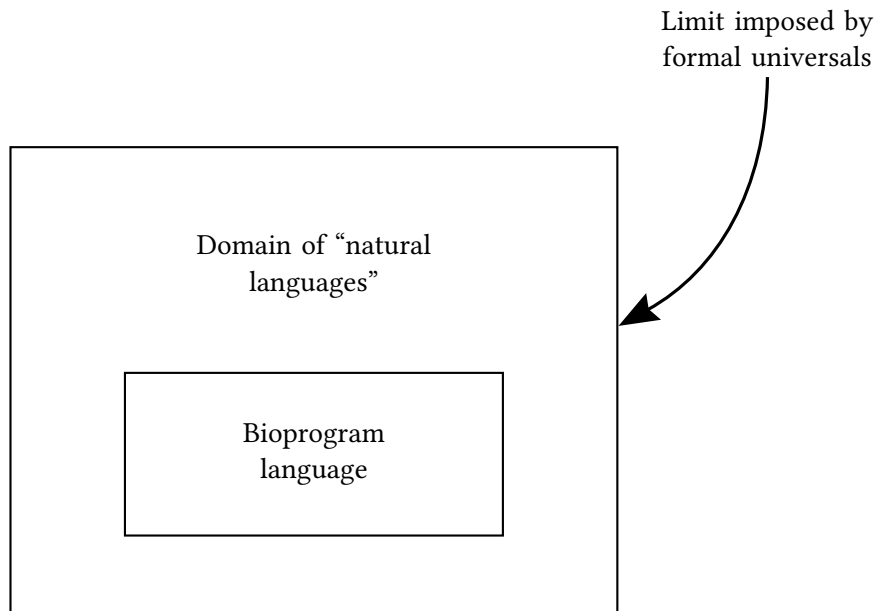 Limit imposed by
formal universals
Domain of “natural
languages”
Bioprogram
language